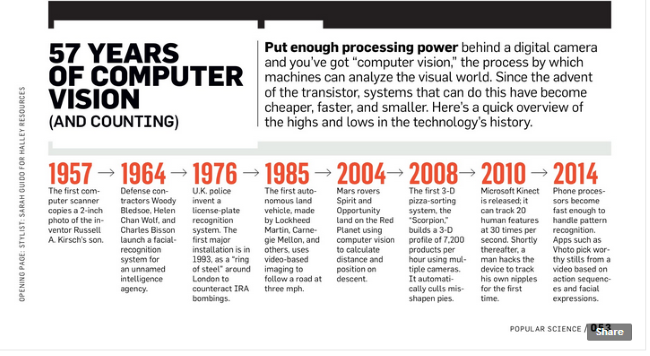 57 YEARS
OF COMPUTER
VISION
(AND COUNTING)
Put enough processing power behind a digital camera
and you've got “computer vision,” the process by which
machines can analyze the visual world. Since the advent
of the transistor, systems that can do this have become
cheaper, faster, and smaller. Here's a quick overview of
the highs and lows in the technology's history.
OPENING PAGE: STYLIST: SARAH GUIDO FOR HALLEY RESOURCES
1957
The first com-
puter scanner
copies a 2-inch
photo of the in-
ventor Russell
A. Kirsch's son.
1964
Defense con-
tractors Woody
Bledsoe, Helen
Chan Wolf, and
Charles Bisson
launch a facial-
recognition
system for
an unnamed
intelligence
agency.
1976
U.K. police
invent a
license-plate
recognition
system. The
first major
installation is in
1993, as a “ring
of steel” around
London to
counteract IRA
bombings.
1985
The first auto-
nomous land
vehicle, made
by Lockheed
Martin, Carne-
gie Mellon, and
others, uses
video-based
imaging to
follow a road at
three mph.
2004
Mars rovers
Spirit and
Opportunity
land on the Red
Planet using
computer vision
to calculate
distance and
position on
descent.
2008
The first 3-D
pizza-sorting
system, the
“Scorpion,”
builds a 3-D
profile of 7,200
products per
hour using mul-
tiple cameras.
It automati-
cally culls mis-
shapen pies.
2010
Microsoft Kinect
is released; it
can track 20
human features
at 30 times per
second. Shortly
thereafter, a
man hacks the
device to track
his own nipples
for the first
time.
2014
Phone proces-
sors become
fast enough to
handle pattern
recognition.
Apps such as
Vhoto pick wor-
thy stills from a
video based on
action sequenc-
es and facial
expressions.
POPULAR SCIENCE /
Share